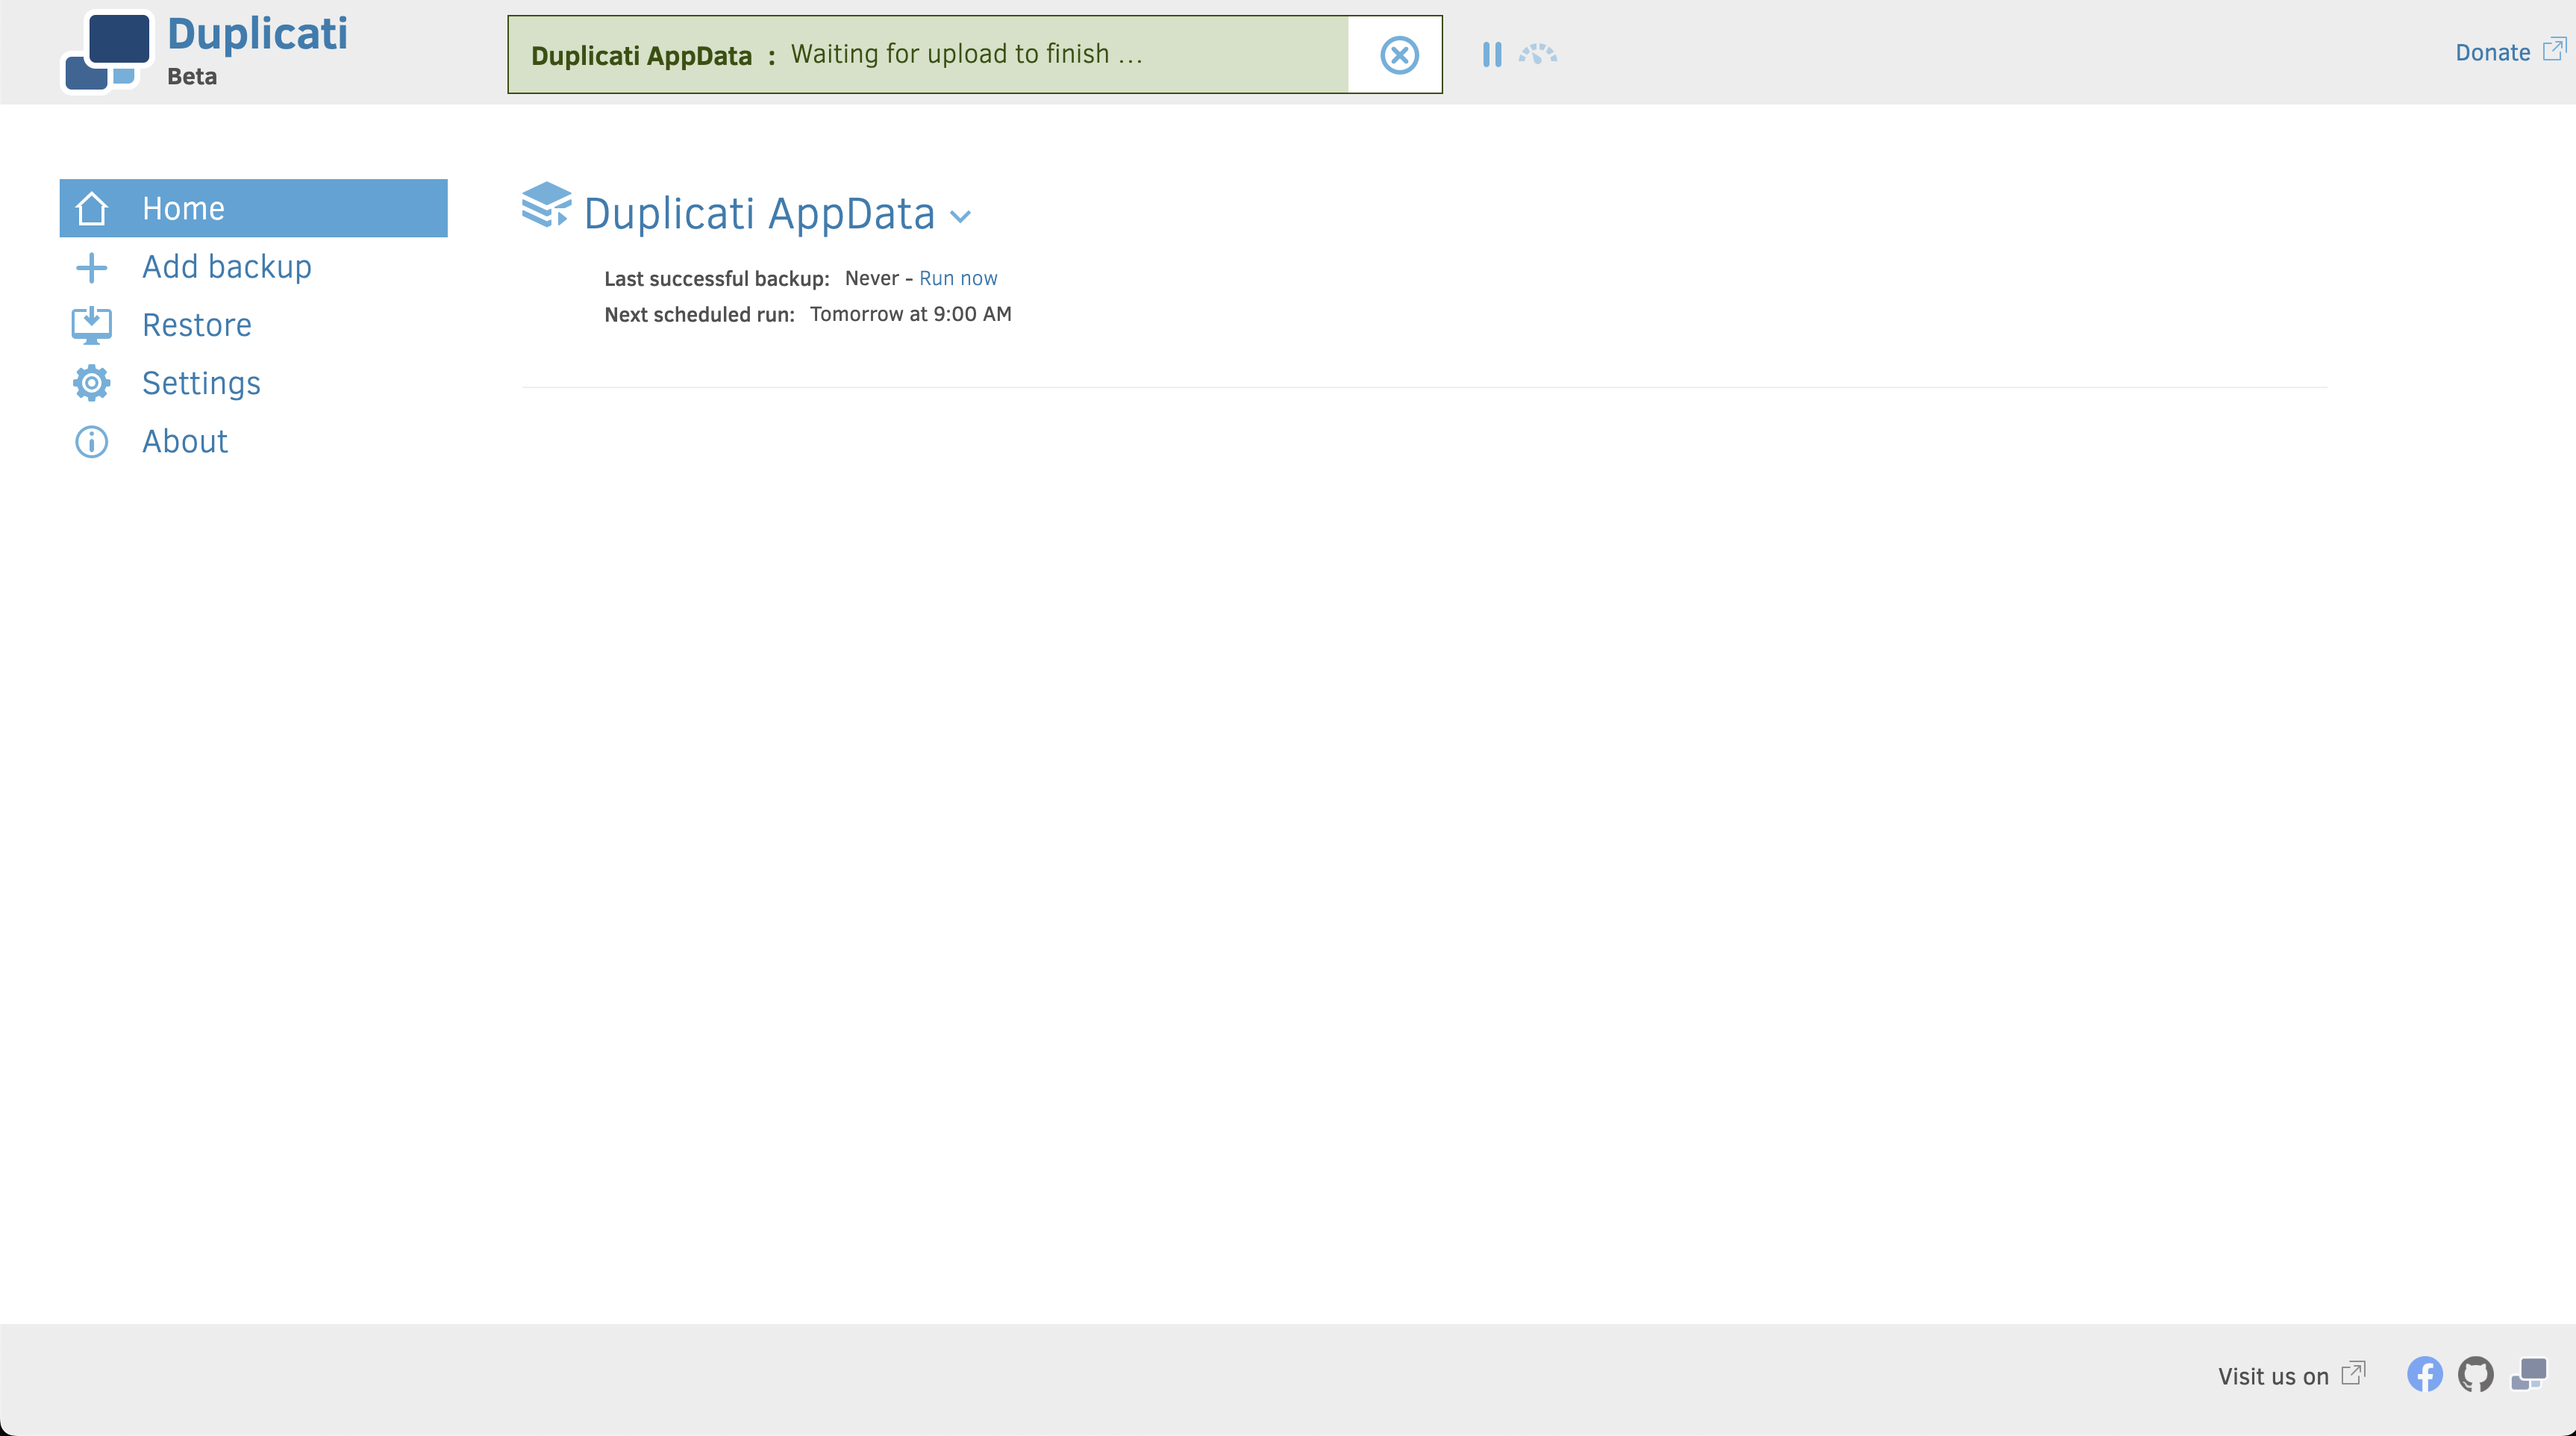 Duplicati
Beta
Duplicati AppData : Waiting for upload to finish ...
Donate
Home
Add backup
Restore
Settings
About
Duplicati AppData
Last successful backup: Never - Run now
Next scheduled run: Tomorrow at 9:00 AM
Visit us on